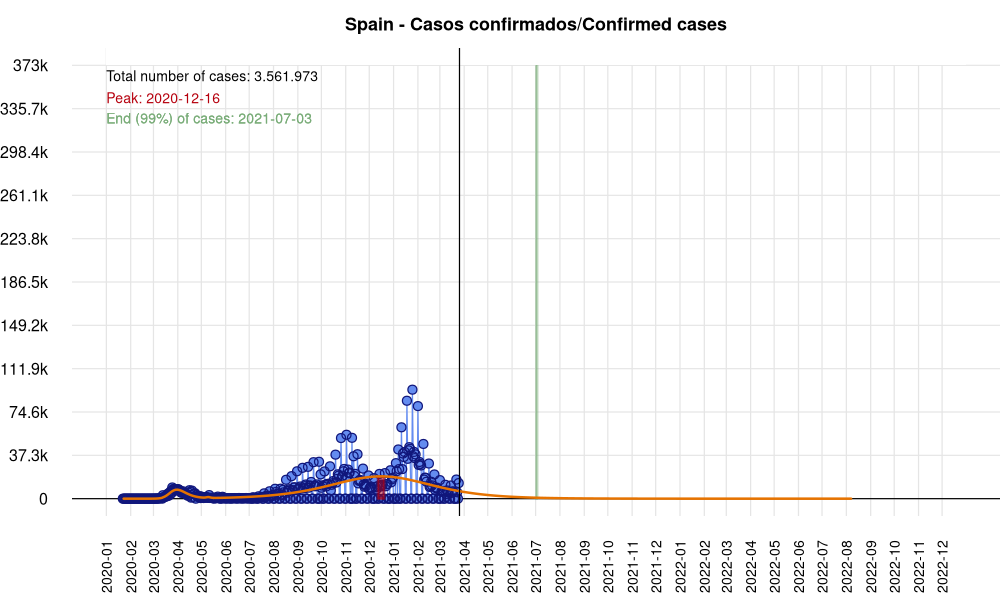 Spain - Casos confirmados/Confirmed cases
373k
335.7k
298.4k
261.1k
223.8k
186.5k
149.2k
111.9k
74.6k
37.3k
0
Total number of cases: 3.561.973
Peak: 2020-12-16
End (99%) of cases: 2021-07-03
2020-01
2020-02
2020-03
2020-04
2020-05
2020-06
2020-07
2020-08
2020-09
2020-10
2020-11
2020-12
2021-01
2021-02
2021-03
2021-04
2021-05
2021-06
2021-07
2021-08
2021-09
2021-10
2021-11
2021-12
2022-01
2022-02
2022-03
2022-04
2022-05
2022-06
2022-07
2022-08
2022-09
2022-10
2022-11
2022-12